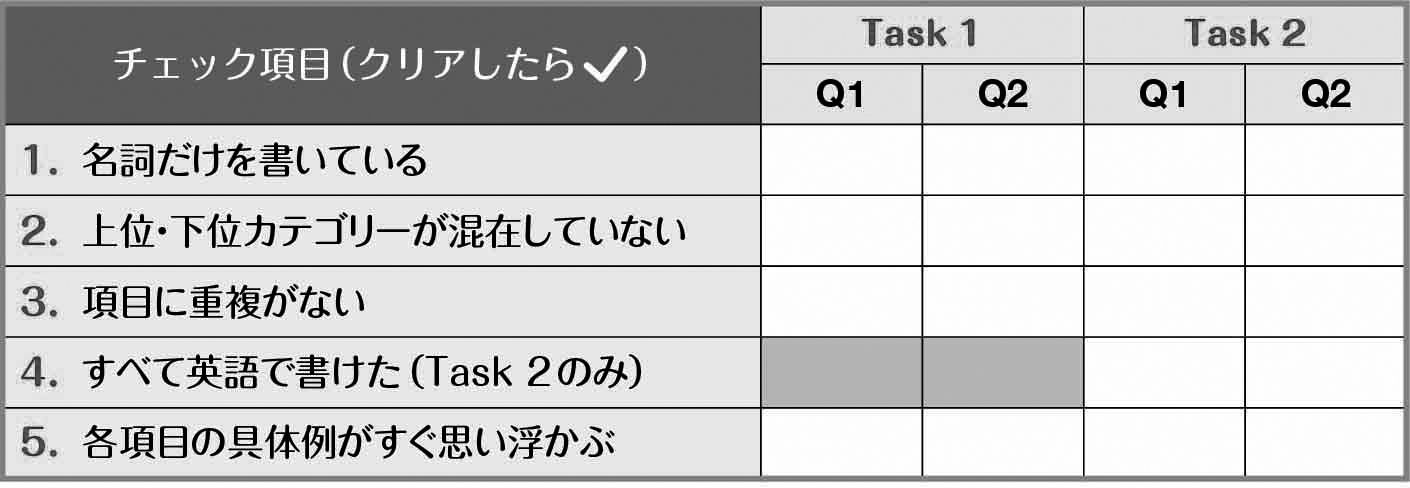 チェック項目（クリアしたら✓） Task 1 Task 2
Q1 Q2 Q1 Q2
1. 名詞だけを書いている
2. 上位・下位カテゴリーが混在していない
3. 項目に重複がない
4. すべて英語で書けた（Task 2のみ）
5. 各項目の具体例がすぐ思い浮かぶ